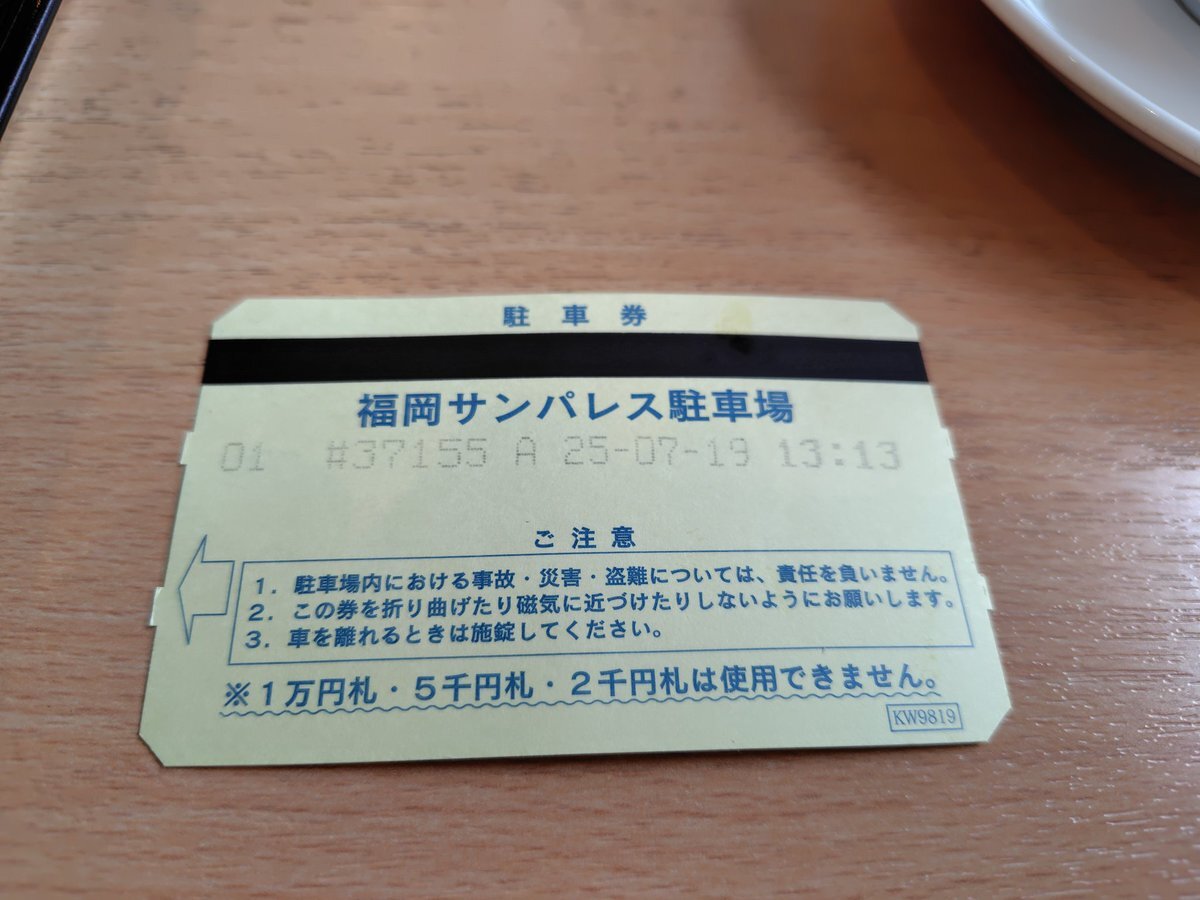 駐車券
福岡サンパレス駐車場
01 #37155 A 25-07-19 13:13
ご注意
1. 駐車場内における事故・災害・盗難については、責任を負いません。
2. この券を折り曲げたり磁気に近づけたりしないようにお願いします。
3. 車を離れるときは施錠してください。
※1万円札・5千円札・2千円札は使用できません。
KW9819